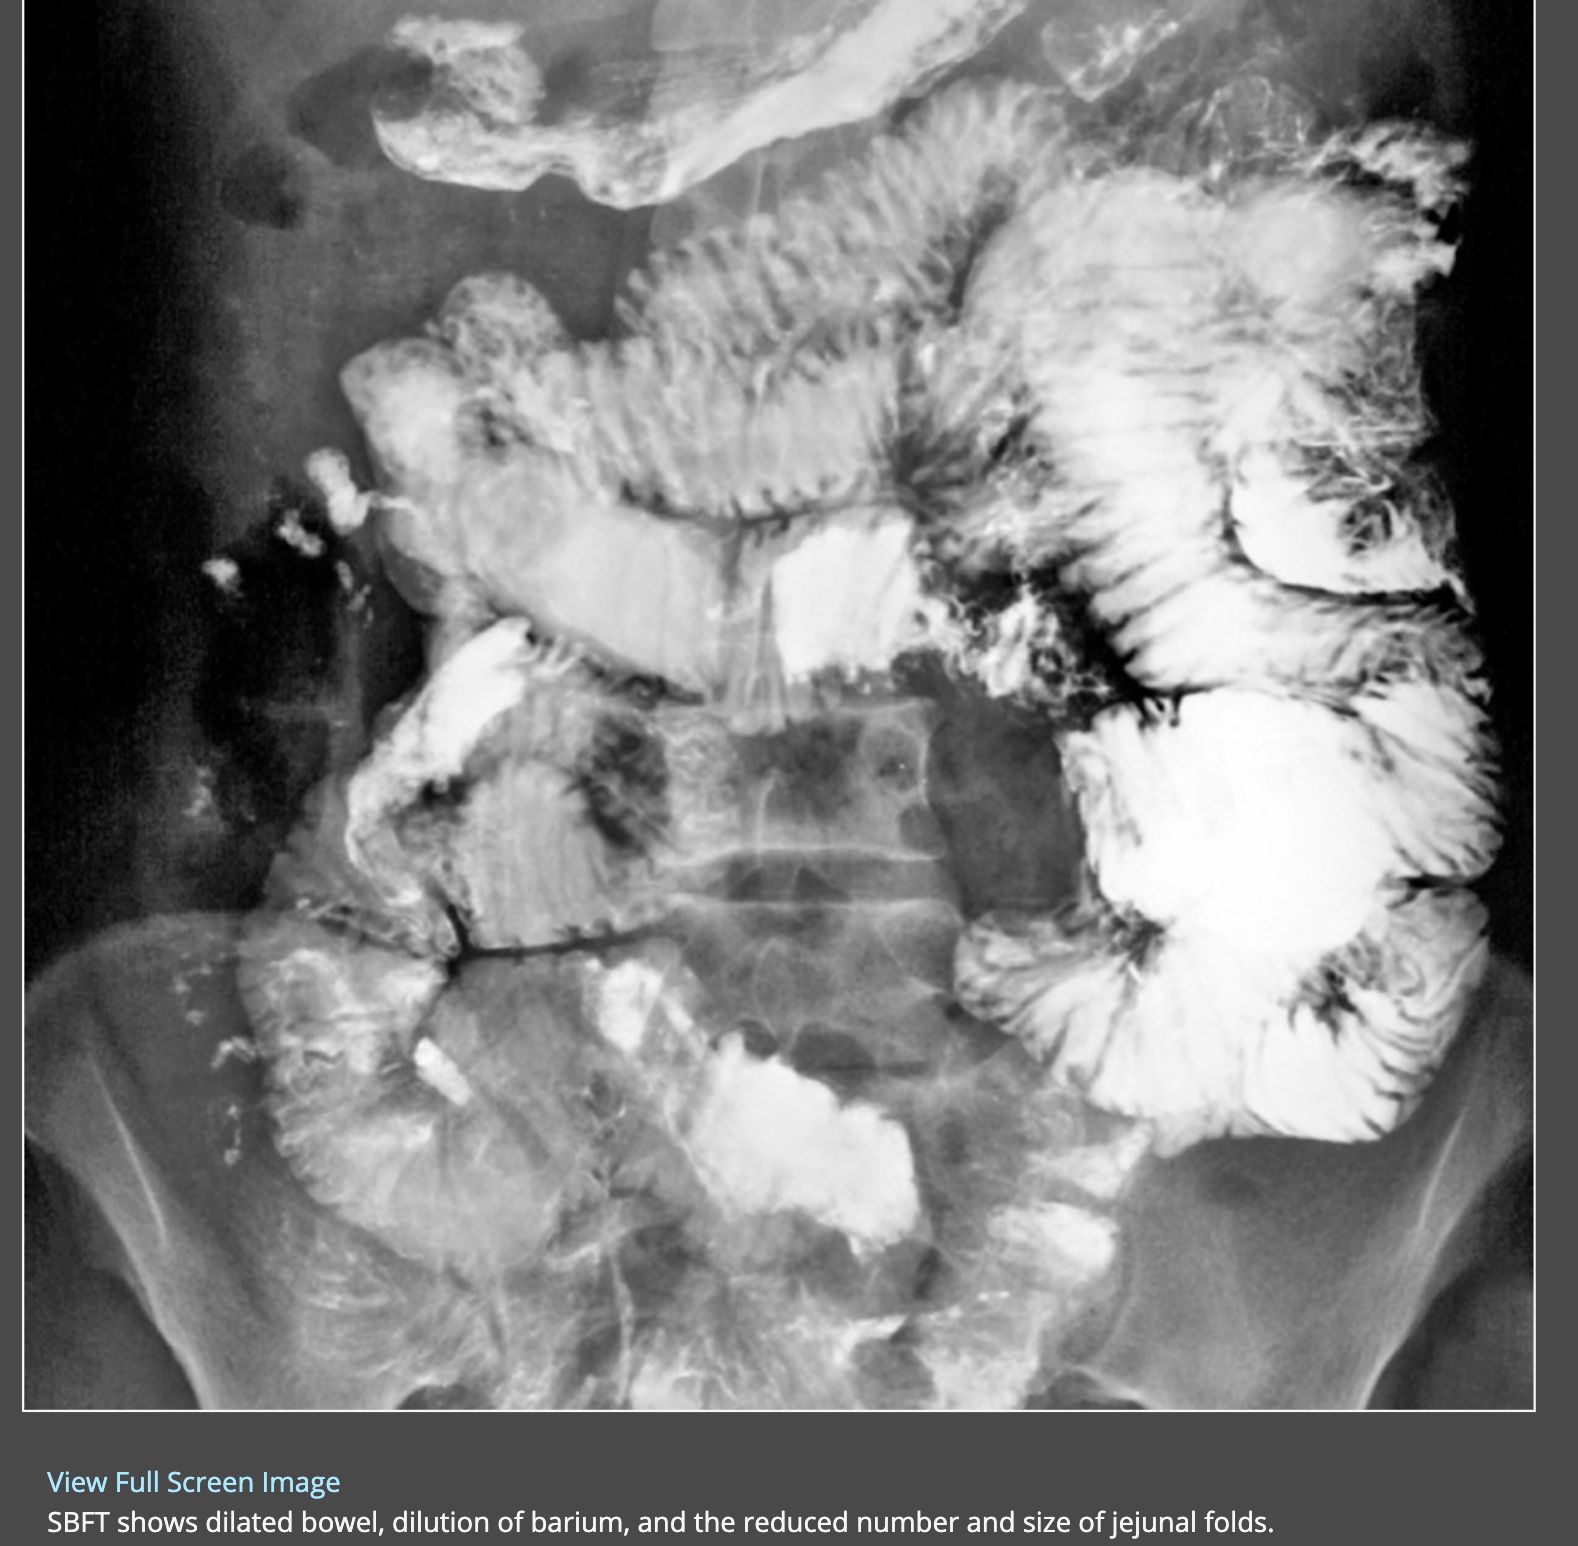 View Full Screen Image
SBFT shows dilated bowel, dilution of barium, and the reduced number and size of jejunal folds.